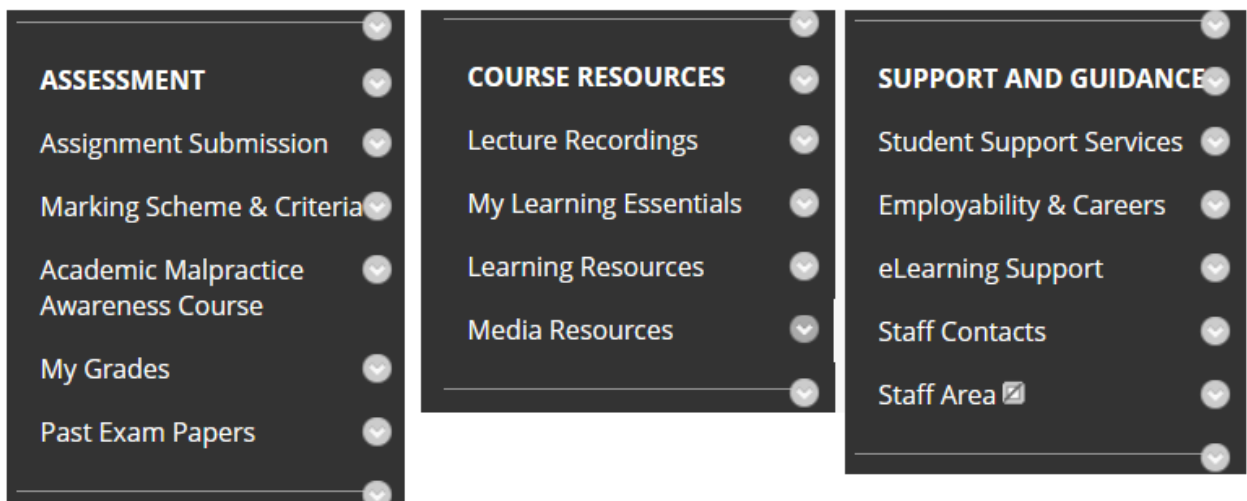 ASSESSMENT
Assignment Submission
Marking Scheme & Criteria
Academic Malpractice
Awareness Course
My Grades
Past Exam Papers
COURSE RESOURCES
Lecture Recordings
My Learning Essentials
Learning Resources
Media Resources
SUPPORT AND GUIDANCE
Student Support Services
Employability & Careers
eLearning Support
Staff Contacts
Staff Area